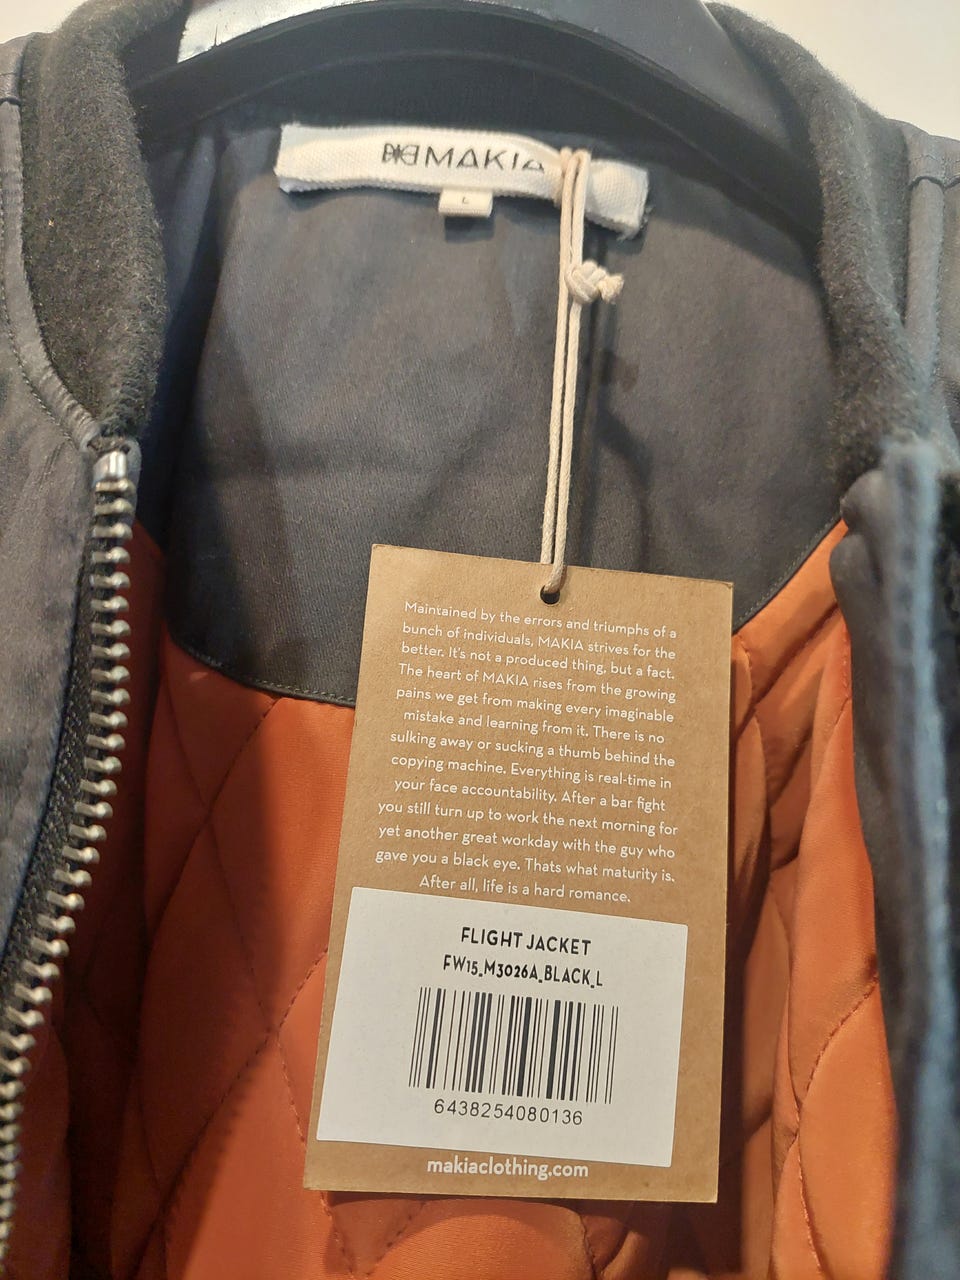 MAKIA
L
Maintained by the errors and triumphs of a
bunch of individuals, MAKIA strives for the
better. It's not a produced thing, but a fact.
The heart of MAKIA rises from the growing
pains we get from making every imaginable
mistake and learning from it. There is no
sulking away or sucking a thumb behind the
copying machine. Everything is real-time in
your face accountability. After a bar fight
you still turn up to work the next morning for
yet another great workday with the guy who
gave you a black eye. Thats what maturity is.
After all, life is a hard romance.
FLIGHT JACKET
FW15_M3026A_BLACK_L
6438254080136
makiaclothing.com